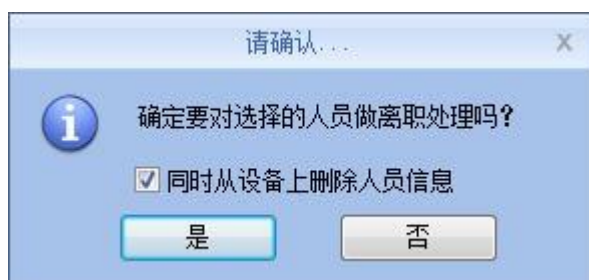 请确认...
确定要对选择的人员做离职处理吗?
同时从设备上删除人员信息
是
否